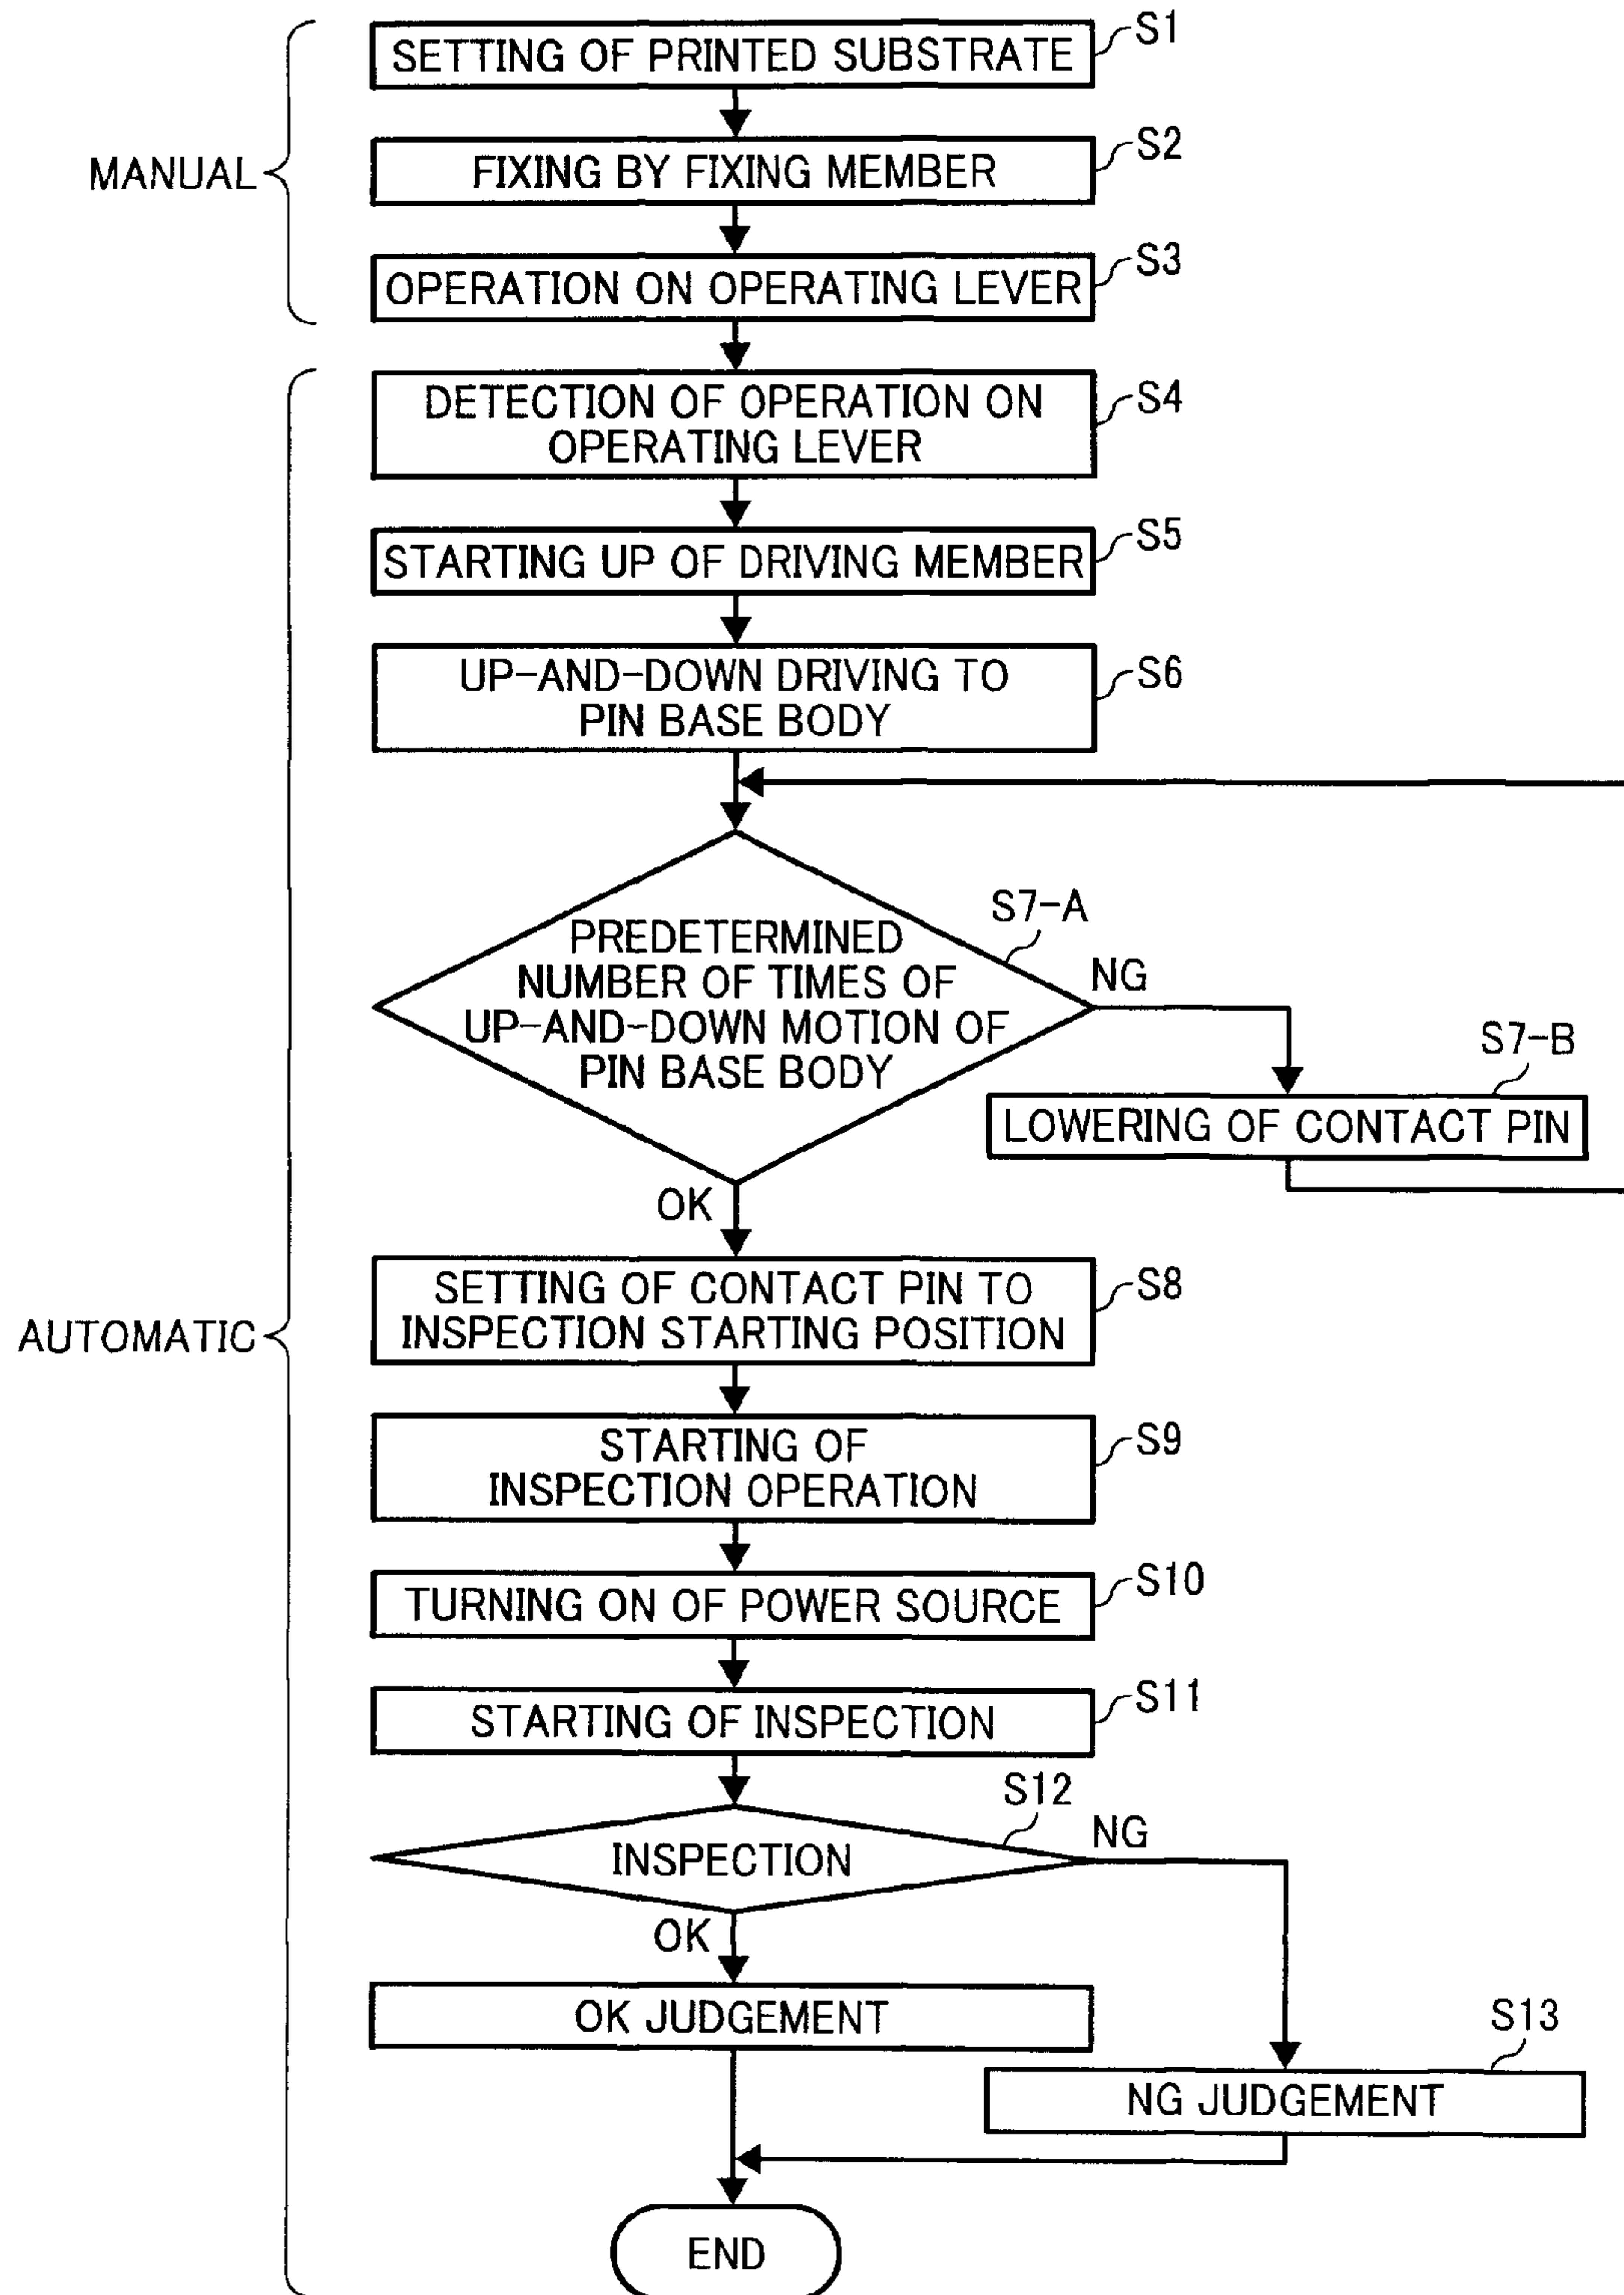 MANUAL
SETTING OF PRINTED SUBSTRATE
S1
FIXING BY FIXING MEMBER
S2
OPERATION ON OPERATING LEVER
S3
AUTOMATIC
DETECTION OF OPERATION ON
OPERATING LEVER
S4
STARTING UP OF DRIVING MEMBER
S5
UP-AND-DOWN DRIVING TO
PIN BASE BODY
S6
PREDETERMINED
NUMBER OF TIMES OF
UP-AND-DOWN MOTION OF
PIN BASE BODY
S7-A
NG
S7-B
LOWERING OF CONTACT PIN
OK
SETTING OF CONTACT PIN TO
INSPECTION STARTING POSITION
S8
STARTING OF
INSPECTION OPERATION
S9
TURNING ON OF POWER SOURCE
S10
STARTING OF INSPECTION
S11
INSPECTION
S12
NG
OK
OK JUDGEMENT
S13
NG JUDGEMENT
END